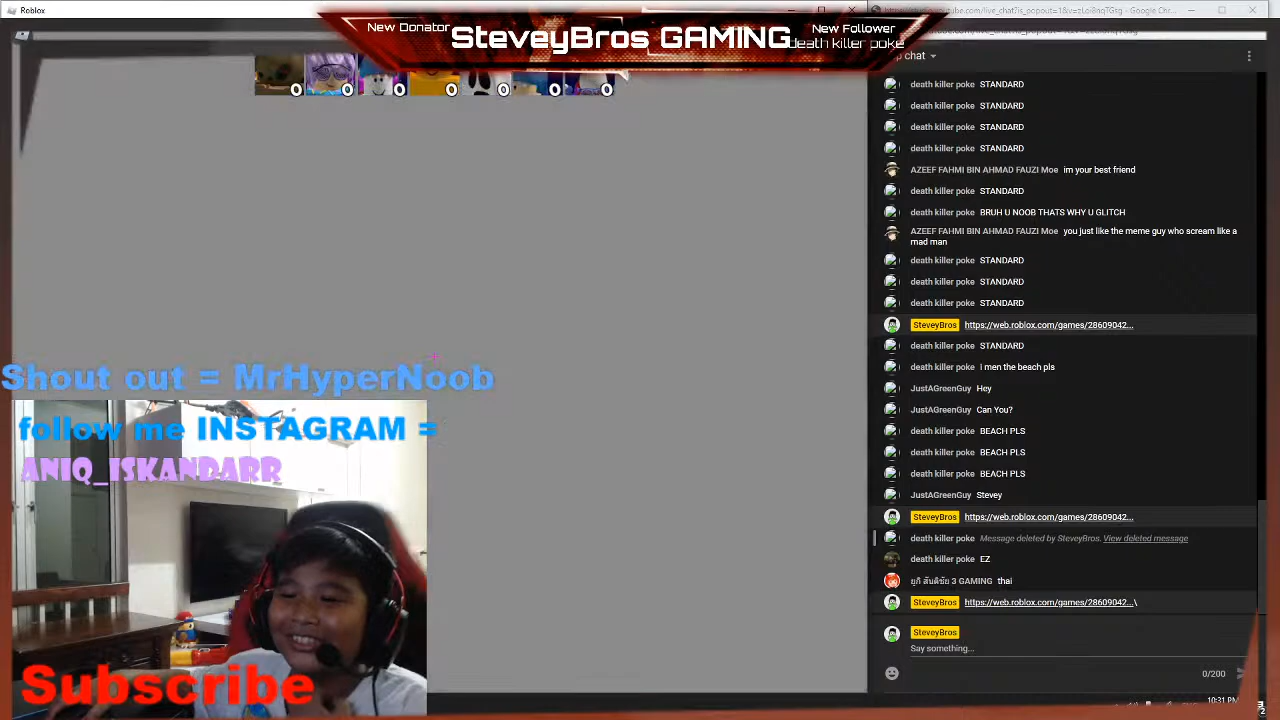 Roblox
New Donator
SteveyBros GAMING
New Follower
death killer poke
chat
death killer poke STANDARD
death killer poke STANDARD
death killer poke STANDARD
death killer poke STANDARD
AZEEF FAHMI BIN AHMAD FAUZI Moe im your best friend
death killer poke STANDARD
death killer poke BRUH U NOOB THATS WHY U GLITCH
AZEEF FAHMI BIN AHMAD FAUZI Moe you just like the meme guy who scream like a
mad man
death killer poke STANDARD
death killer poke STANDARD
death killer poke STANDARD
SteveyBros https://web.roblox.com/games/28609042...
death killer poke STANDARD
death killer poke i men the beach pls
JustAGreenGuy Hey
JustAGreenGuy Can You?
death killer poke BEACH PLS
death killer poke BEACH PLS
death killer poke BEACH PLS
JustAGreenGuy Stevey
SteveyBros https://web.roblox.com/games/28609042...
death killer poke Message deleted by SteveyBros. View deleted message
death killer poke EZ
3 GAMING thai
SteveyBros https://web.roblox.com/games/28609042...\
SteveyBros
Say something...
0/200
10:31 PM
0 0 0 0 0 0 0
Shout out = MrHyperNoob
follow me INSTAGRAM =
ANIQ_ISKANDARR
Subscribe